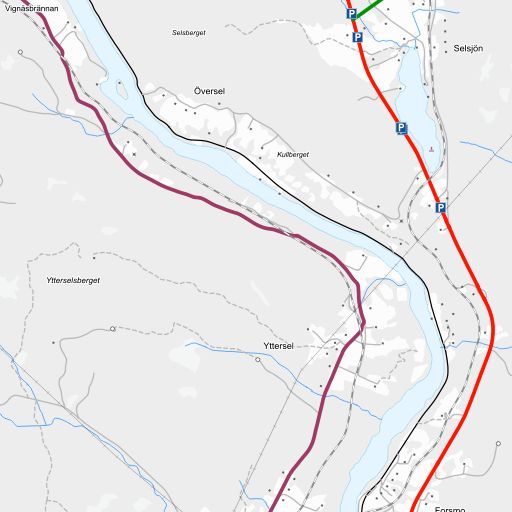 Vignäsbrännan
P
Selsberget
P
Selsjön
Översel
P
Kullberget
P
Ytterselsberget
Yttersel
Forsmo